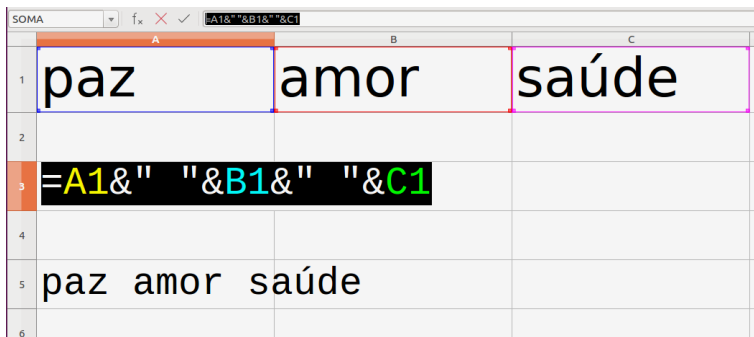 SOMA fx =A1&" "&B1&" "&C1
A B C
1 paz amor saúde
2
3 =A1&" "&B1&" "&C1
4
5 paz amor saúde
6